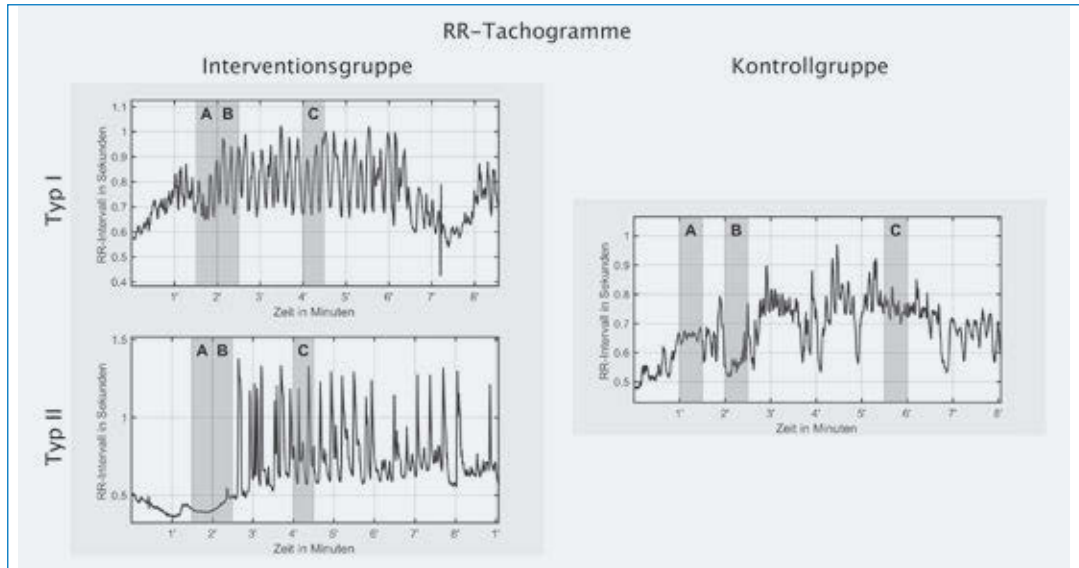 RR-Tachogramme
Interventionsgruppe
Kontrollgruppe
Typ I
RR-Intervall in Sekunden
1.1
1
0.9
0.8
0.7
0.6
0.5
0.4
A B C
1' 2' 3' 4' 5' 6' 7' 8'
Zeit in Minuten
Typ II
RR-Intervall in Sekunden
1.5
1
0.5
A B C
1' 2' 3' 4' 5' 6' 7' 8' 1'
Zeit in Minuten
RR-Intervall in Sekunden
1
0.9
0.8
0.7
0.6
0.5
A B C
1' 2' 3' 4' 5' 6' 7' 8'
Zeit in Minuten